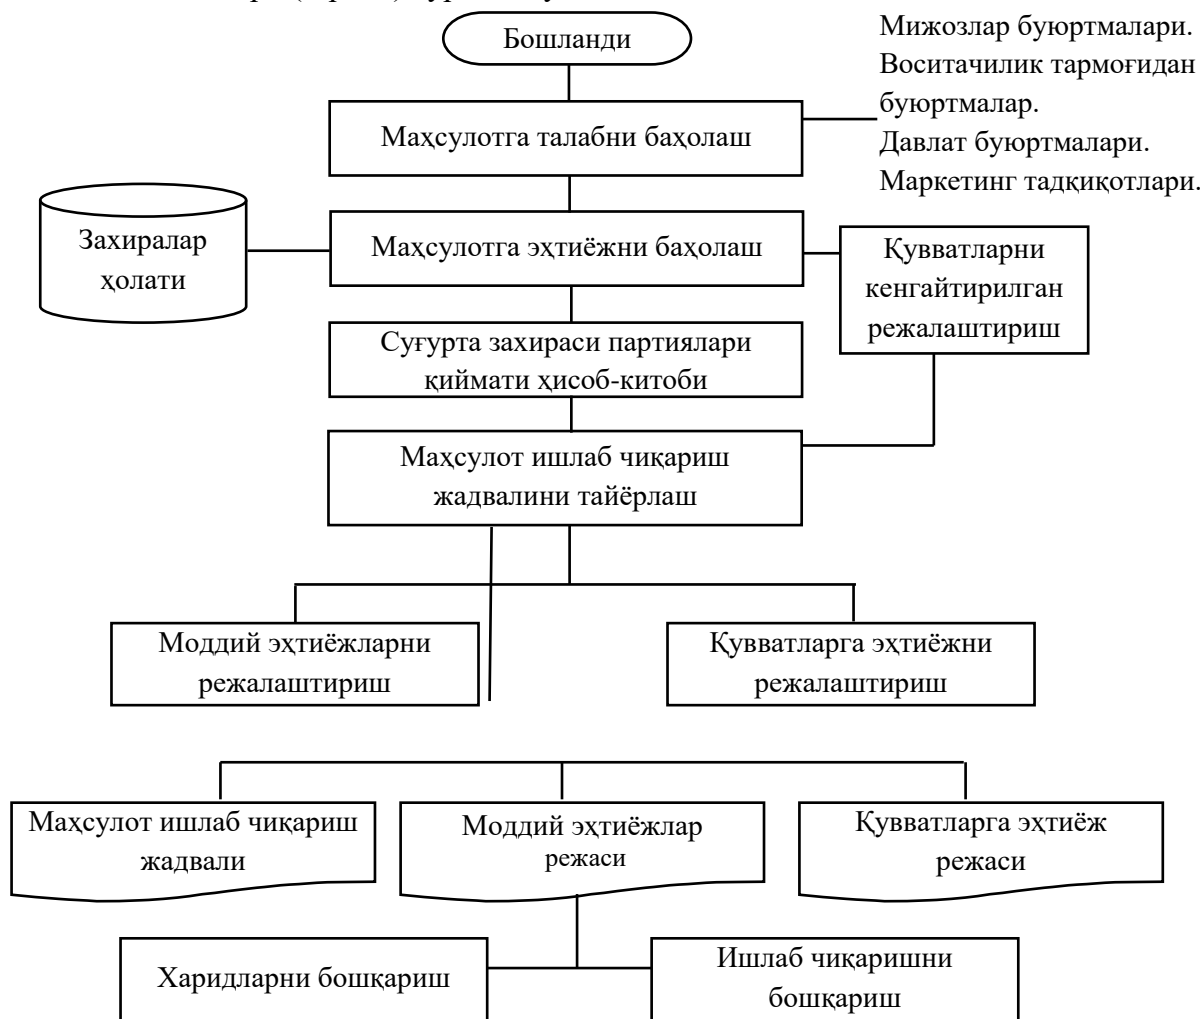 Бошланди
Мижозлар буюртмалари.
Воситачилик тармоғидан
буюртмалар.
Давлат буюртмалари.
Маркетинг тадқиқотлари.
Маҳсулотга талабни баҳолаш
Захиралар
ҳолати
Маҳсулотга эҳтиёжни баҳолаш
Қувватларни
кенгайтирилган
режалаштириш
Суғурта захираси партиялари
қиймати ҳисоб-китоби
Маҳсулот ишлаб чиқариш
жадвалини тайёрлаш
Моддий эҳтиёжларни
режалаштириш
Қувватларга эҳтиёжни
режалаштириш
Маҳсулот ишлаб чиқариш
жадвали
Моддий эҳтиёжлар
режаси
Қувватларга эҳтиёж
режаси
Харидларни бошқариш
Ишлаб чиқаришни
бошқариш